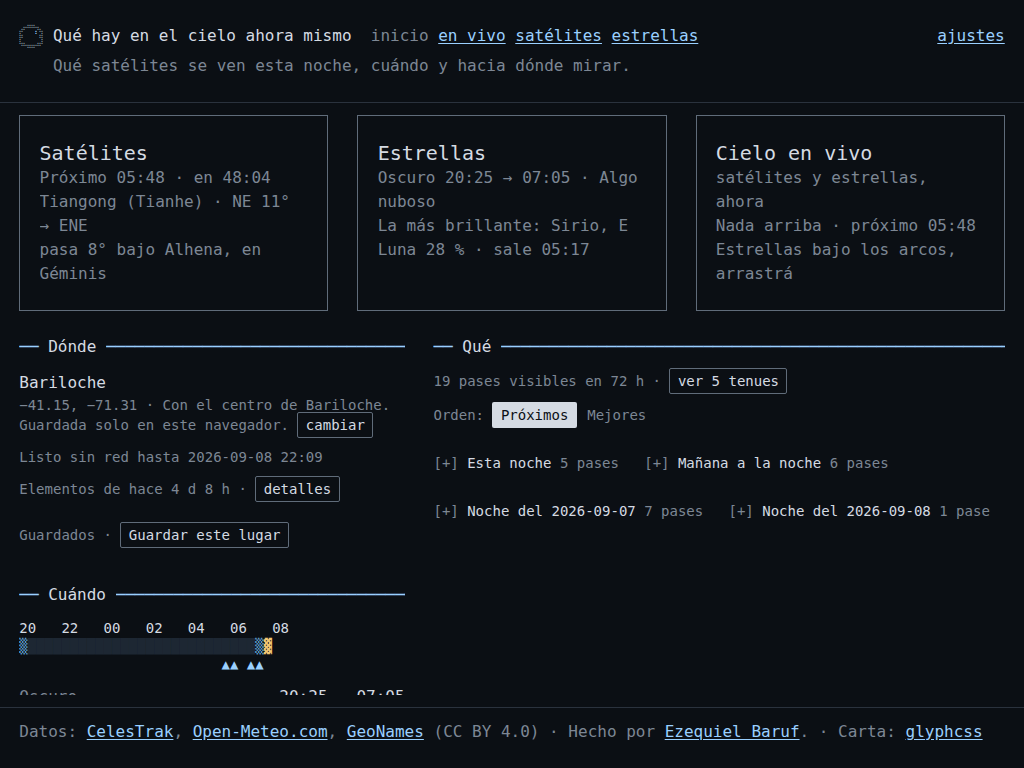 Qué hay en el cielo ahora mismo inicio en vivo satélites estrellas ajustes
Qué satélites se ven esta noche, cuándo y hacia dónde mirar.
Satélites
Próximo 05:48 · en 48:04
Tiangong (Tianhe) · NE 11°
→ ENE
pasa 8° bajo Alhena, en
Géminis
Estrellas
Oscuro 20:25 → 07:05 · Algo
nuboso
La más brillante: Sirio, E
Luna 28 % · sale 05:17
Cielo en vivo
satélites y estrellas,
ahora
Nada arriba · próximo 05:48
Estrellas bajo los arcos,
arrastrá
Dónde
Bariloche
−41.15, −71.31 · Con el centro de Bariloche.
Guardada solo en este navegador. cambiar
Listo sin red hasta 2026-09-08 22:09
Elementos de hace 4 d 8 h · detalles
Guardados · Guardar este lugar
Qué
19 pases visibles en 72 h · ver 5 tenues
Orden: Próximos Mejores
[+] Esta noche 5 pases [+] Mañana a la noche 6 pases
[+] Noche del 2026-09-07 7 pases [+] Noche del 2026-09-08 1 pase
Cuándo
20 22 00 02 04 06 08
Oscuro 20:25 07:05
Datos: CelesTrak, Open-Meteo.com, GeoNames (CC BY 4.0) · Hecho por Ezequiel Baruf. · Carta: glyphcss